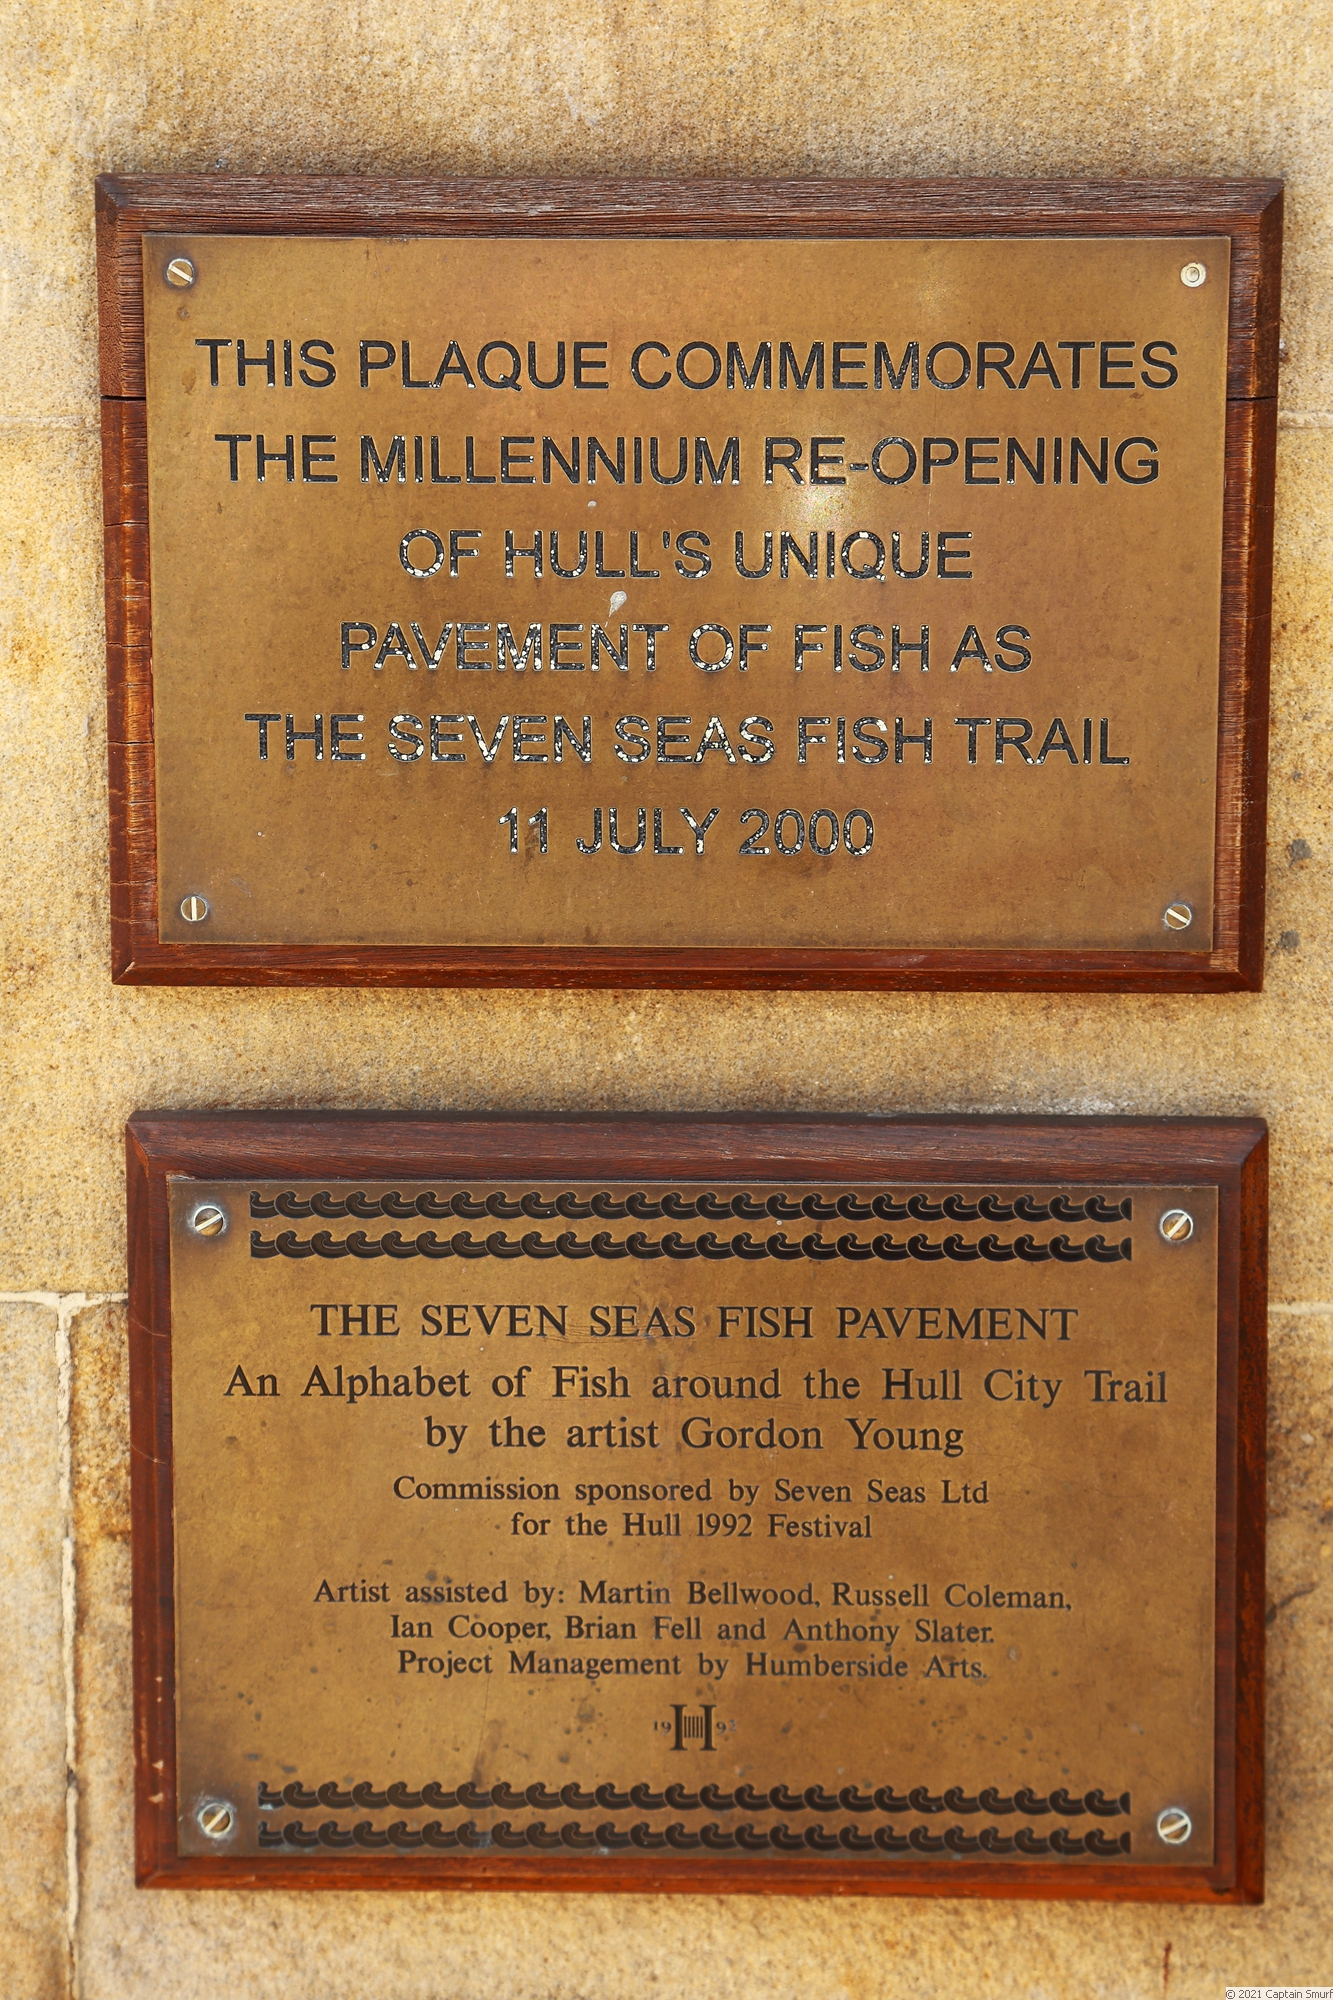 THIS PLAQUE COMMEMORATES
THE MILLENNIUM RE-OPENING
OF HULL'S UNIQUE
PAVEMENT OF FISH AS
THE SEVEN SEAS FISH TRAIL
11 JULY 2000
THE SEVEN SEAS FISH PAVEMENT
An Alphabet of Fish around the Hull City Trail
by the artist Gordon Young
Commission sponsored by Seven Seas Ltd
for the Hull 1992 Festival
Artist assisted by: Martin Bellwood, Russell Coleman,
Ian Cooper, Brian Fell and Anthony Slater.
Project Management by Humberside Arts.
19 H 92
© 2021 Captain Smurf